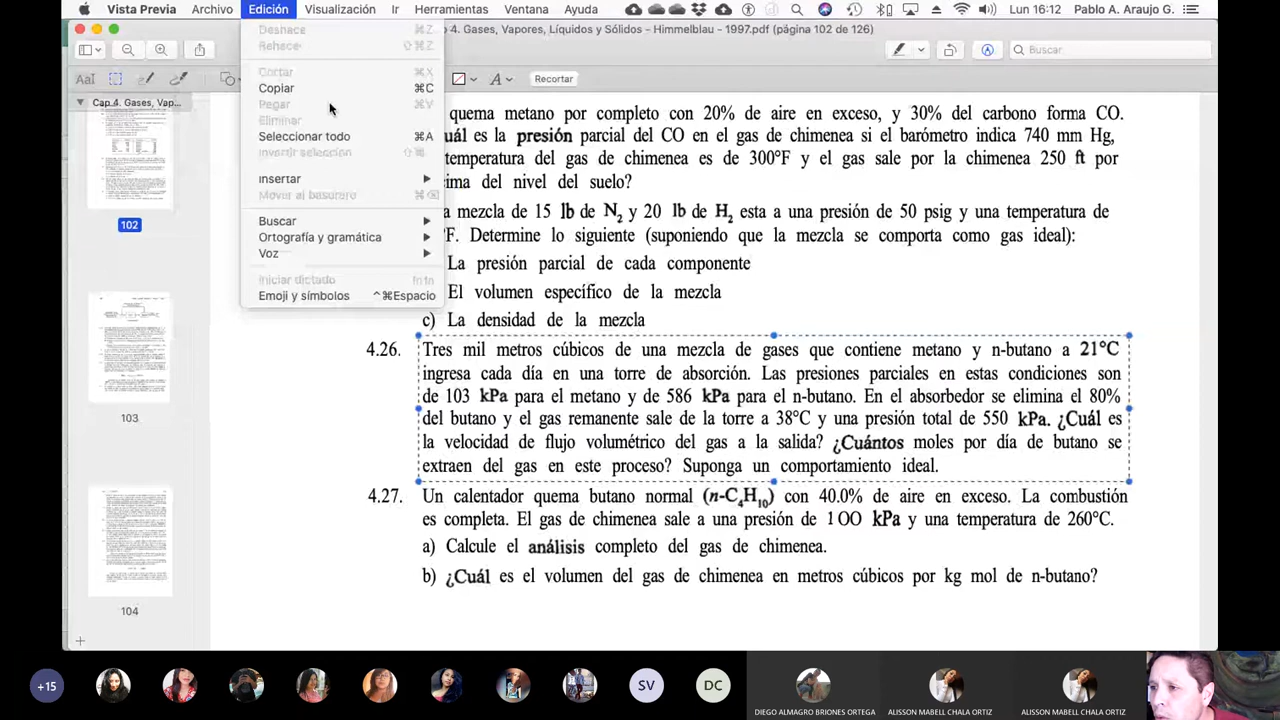 Vista Previa Archivo Edición Visualización Ir Herramientas Ventana Ayuda Lun 16:12 Pablo A. Araujo G.
4. Gases, Vapores, Líquidos y Sólidos - Himmelblau - 1997.pdf (página 102 de 126)
Buscar
Recortar
Cap_4. Gases, Vap...
Deshace ⌘Z
Rehace ⇧⌘Z
Cortar ⌘X
Copiar ⌘C
Pegar ⌘V
Eliminar
Seleccionar todo ⌘A
Invertir selección ⇧⌘I
Insertar
Mover al basurero ⌘⌫
Buscar
Ortografía y gramática
Voz
Iniciar dictado fn fn
Emoji y símbolos ^⌘Espacio
102
103
104
quema metano por completo con 20% de aire en exceso, y 30% del carbono forma CO.
uál es la presión parcial del CO en el gas de chimenea si el barómetro indica 740 mm Hg,
temperatura del gas de chimenea es de 300°F y el gas sale por la chimenea 250 ft por
ima del nivel del suelo?
a mezcla de 15 lb de N2 y 20 lb de H2 esta a una presión de 50 psig y una temperatura de
°F. Determine lo siguiente (suponiendo que la mezcla se comporta como gas ideal):
La presión parcial de cada componente
El volumen específico de la mezcla
c) La densidad de la mezcla
4.26. Tres mil metros cúbicos de una mezcla de gases que contiene metano y n-butano a 21°C
ingresa cada día en una torre de absorción. Las presiones parciales en estas condiciones son
de 103 kPa para el metano y de 586 kPa para el n-butano. En el absorbedor se elimina el 80%
del butano y el gas remanente sale de la torre a 38°C y una presión total de 550 kPa. ¿Cuál es
la velocidad de flujo volumétrico del gas a la salida? ¿Cuántos moles por día de butano se
extraen del gas en este proceso? Suponga un comportamiento ideal.
4.27. Un calentador quema butano normal (n-C4H10) con 40.0% de aire en exceso. La combustión
es completa. El gas de chimenea sale a una presión de 1OO kPa y una temperatura de 260°C.
a) Calcule el análisis completo del gas de chimenea.
b) ¿Cuál es el volumen del gas de chimenea en metros cúbicos por kg mol de n-butano?
+15 SV DC
DIEGO ALMAGRO BRIONES ORTEGA ALISSON MABELL CHALA ORTIZ ALISSON MABELL CHALA ORTIZ